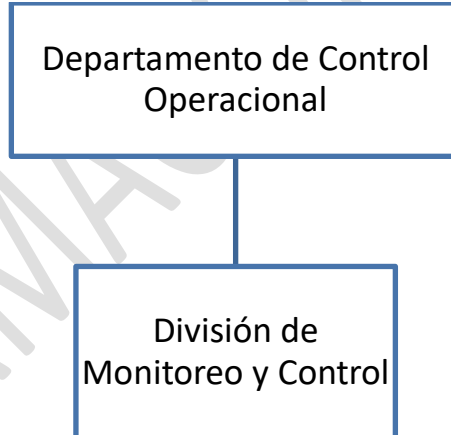 Departamento de Control
Operacional
División de
Monitoreo y Control